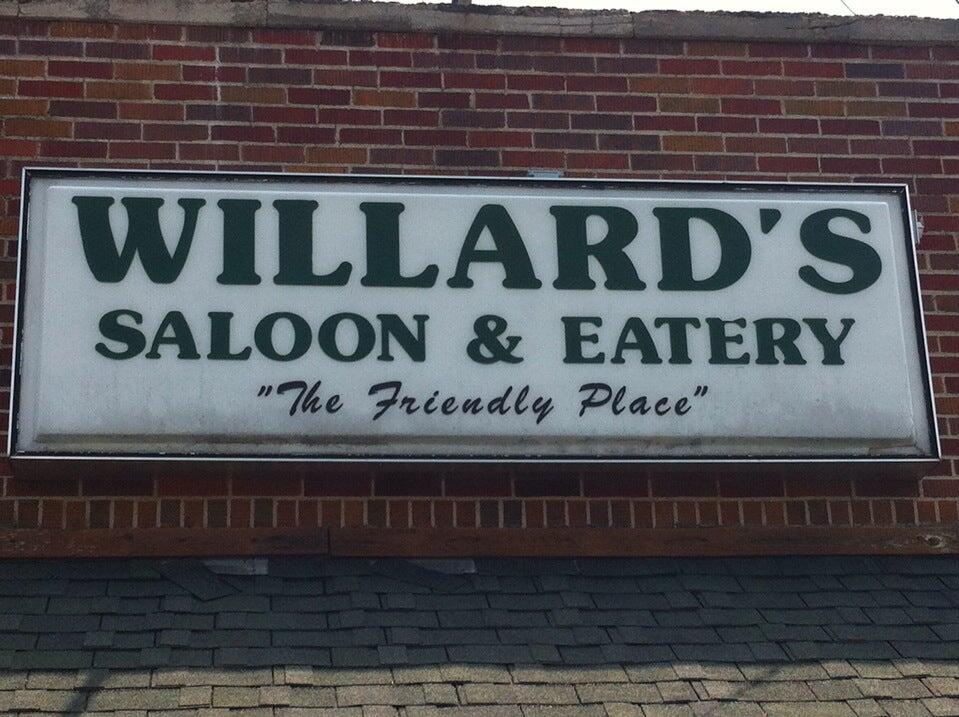 WILLARD'S
SALOON & EATERY
"The Friendly Place"